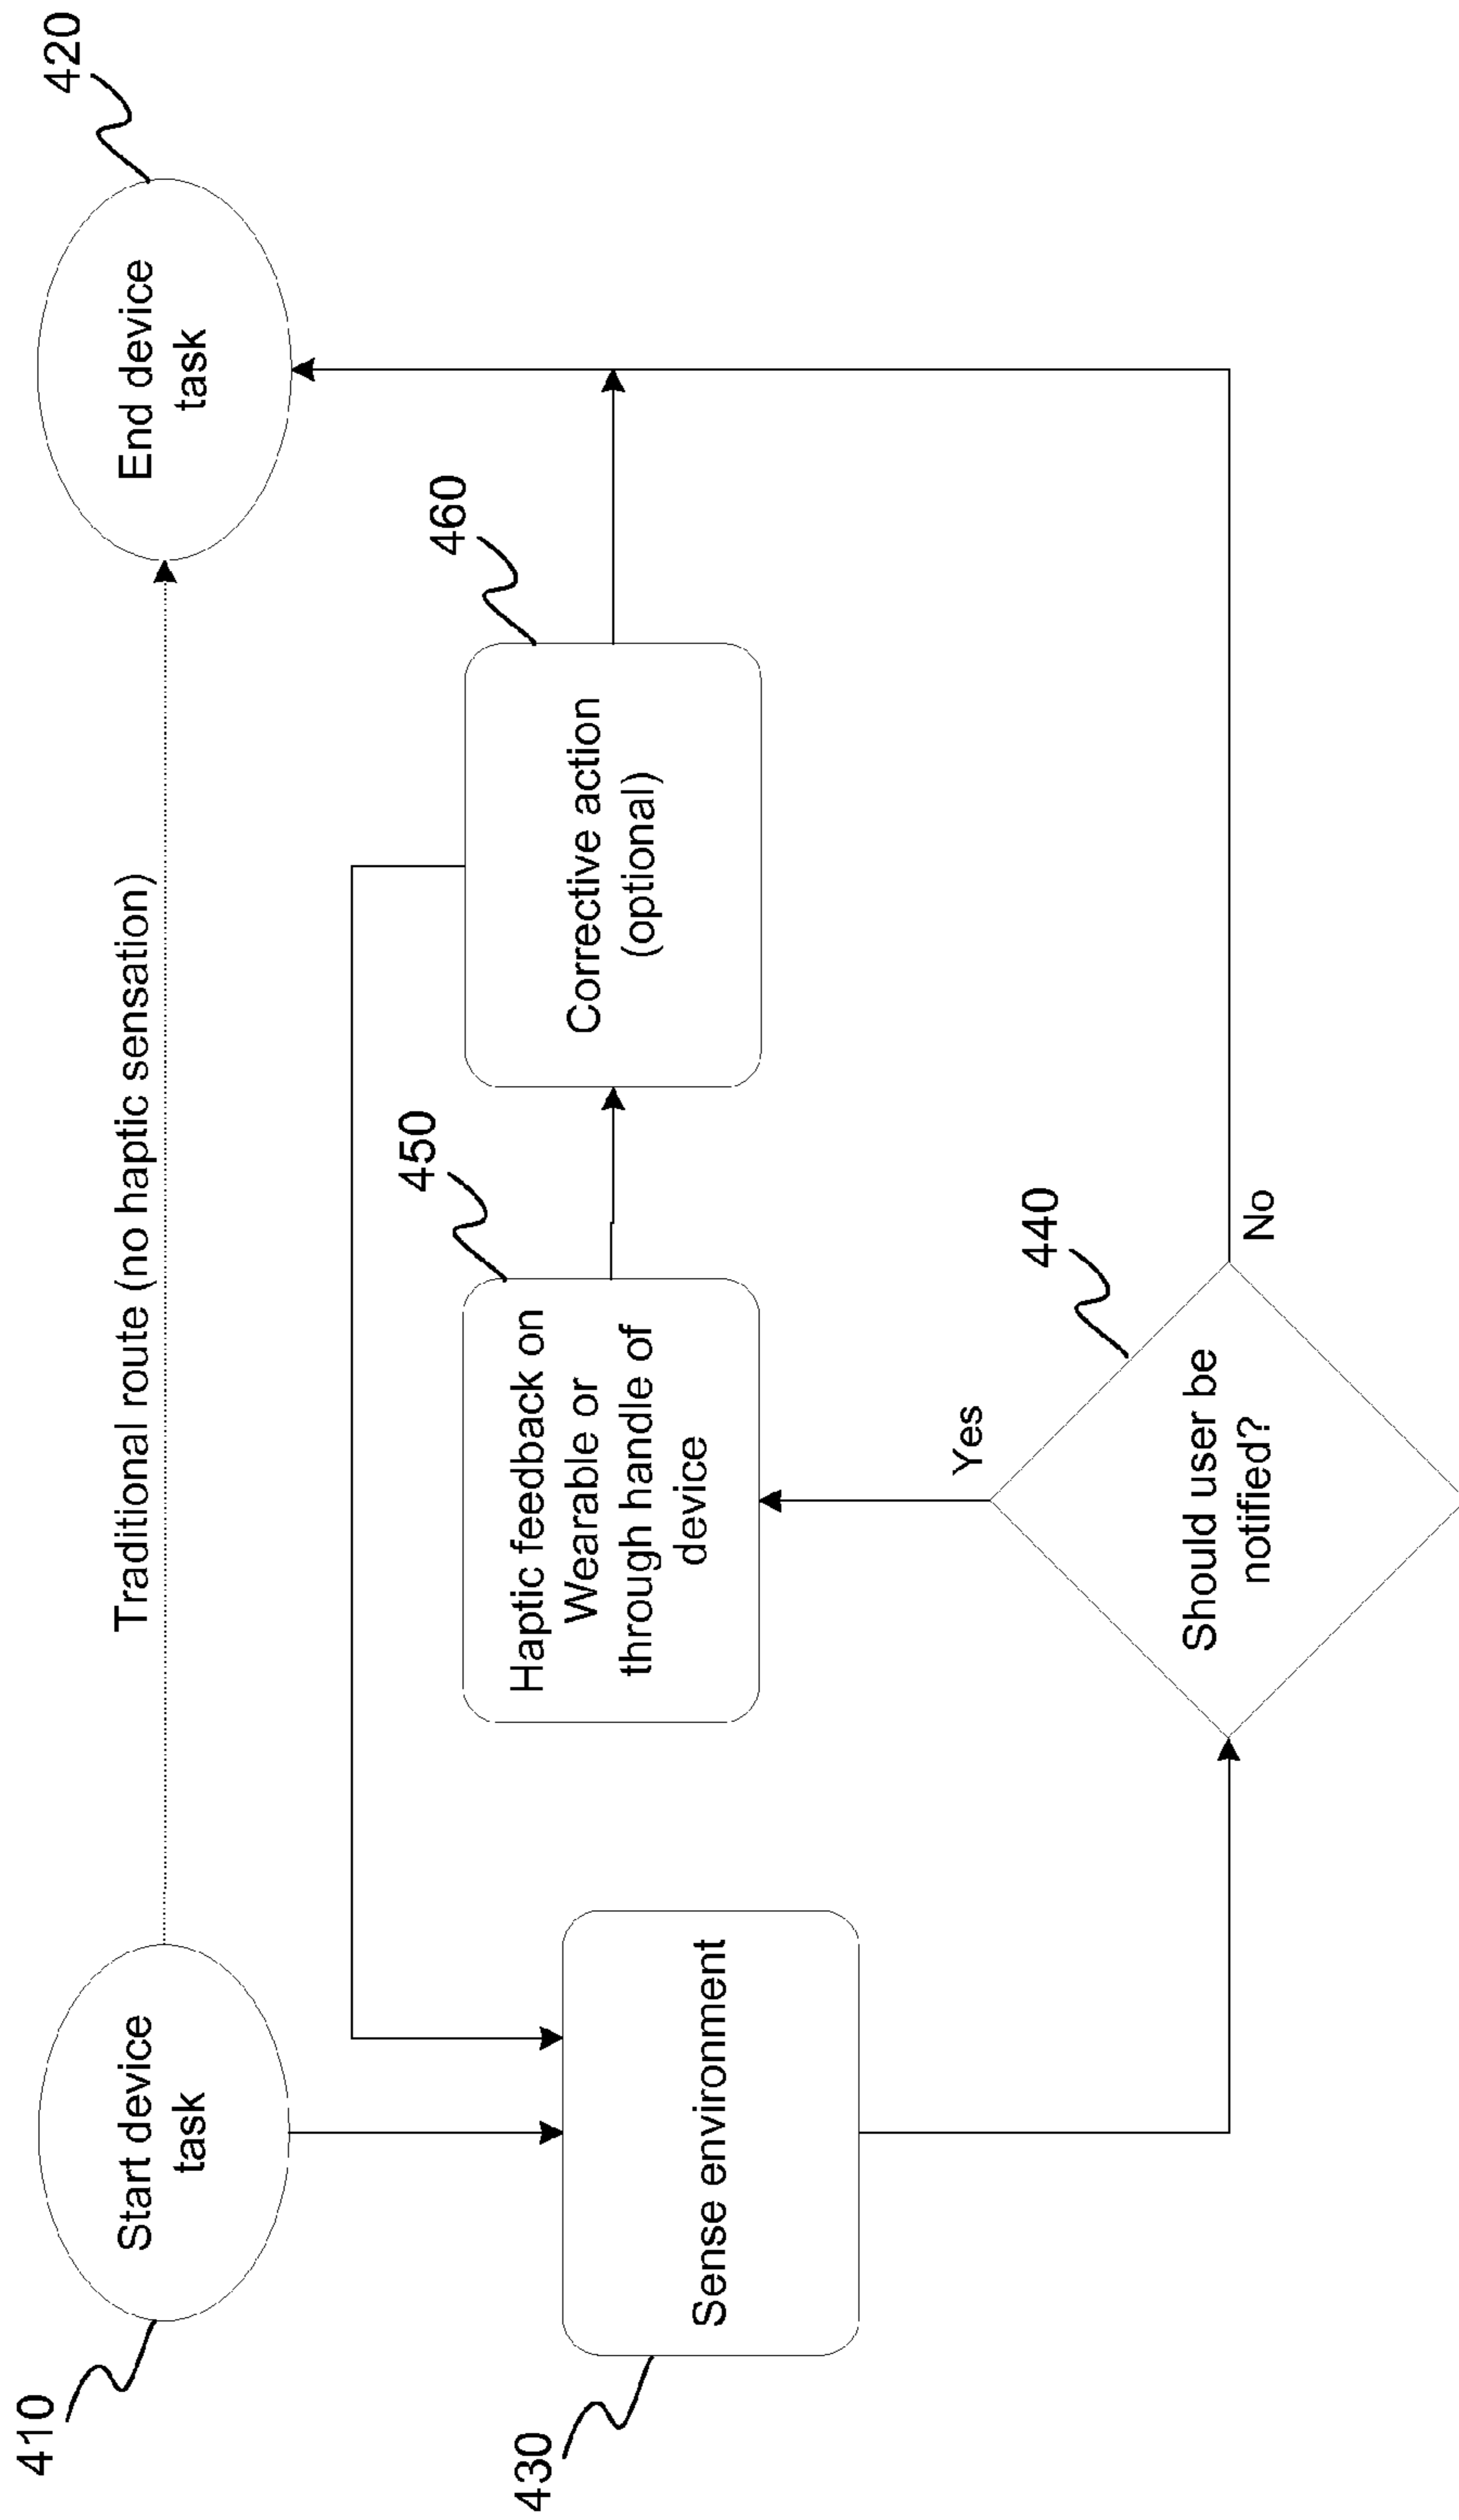 410
Start device
task
Traditional route (no haptic sensation)
420
End device
task
430
Sense environment
450
Haptic feedback on
Wearable or
through handle of
device
460
Corrective action
(optional)
440
Should user be
notified?
Yes
No